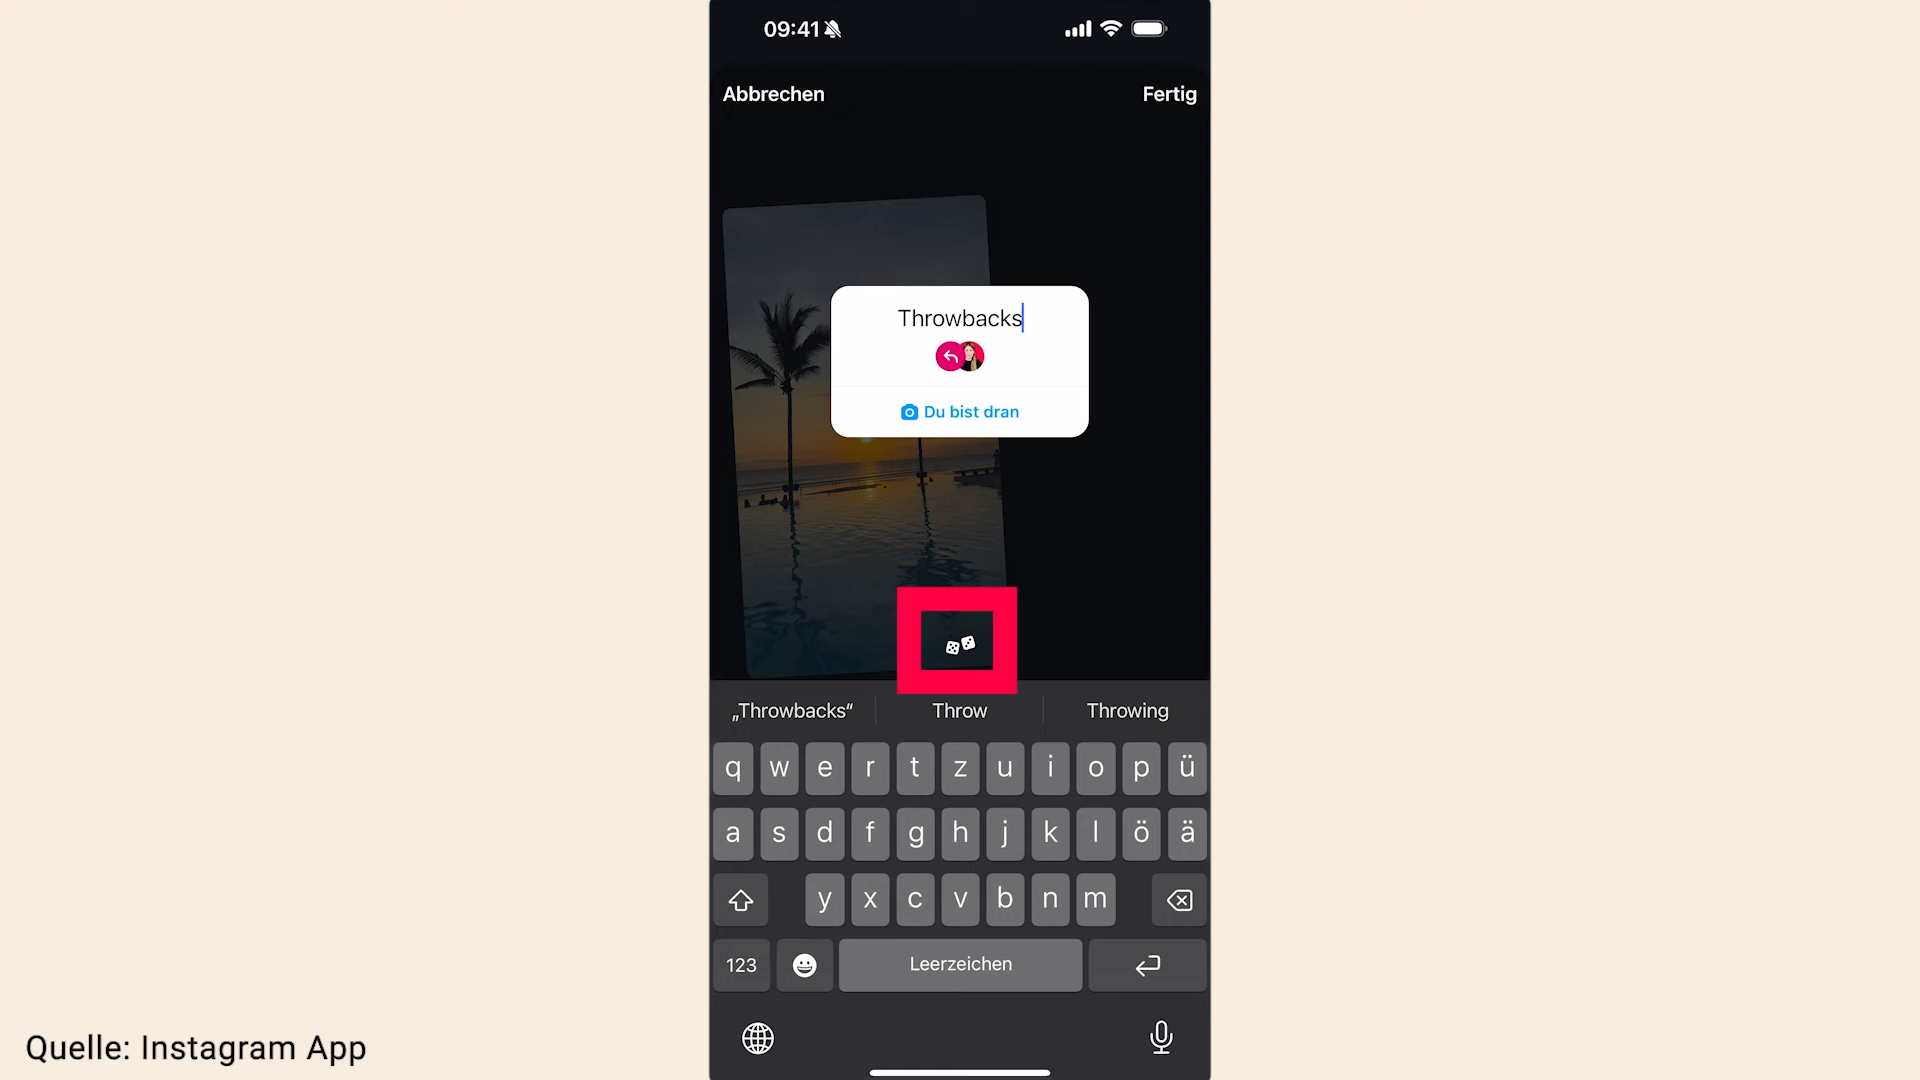 09:41
Abbrechen
Fertig
Throwbacks
Du bist dran
„Throwbacks“
Throw
Throwing
q w e r t z u i o p ü
a s d f g h j k l ö ä
y x c v b n m
123
Leerzeichen
Quelle: Instagram App